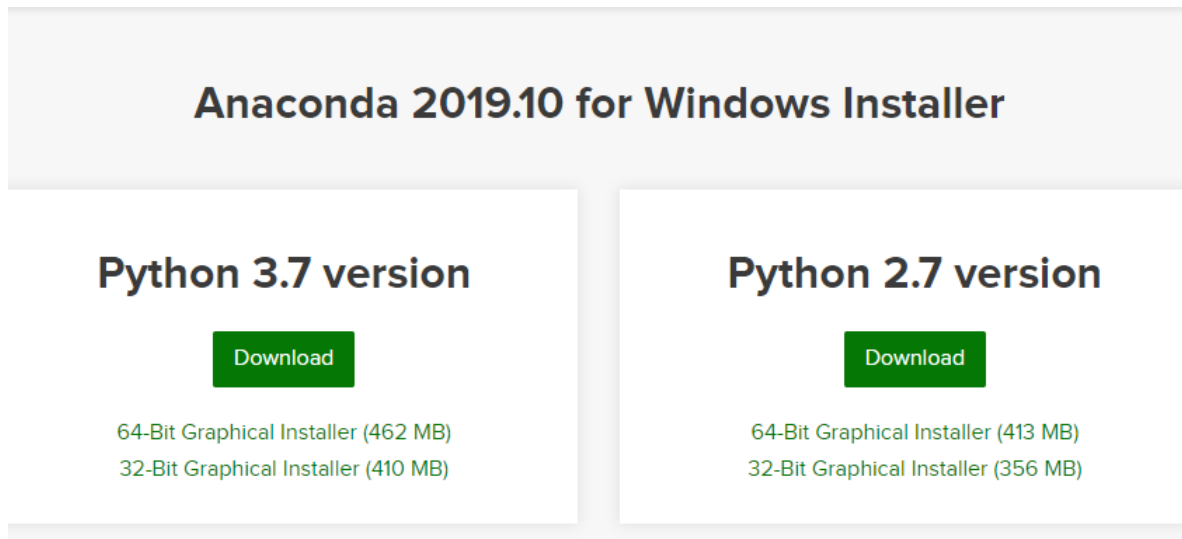 Anaconda 2019.10 for Windows Installer
Python 3.7 version
Download
64-Bit Graphical Installer (462 MB)
32-Bit Graphical Installer (410 MB)
Python 2.7 version
Download
64-Bit Graphical Installer (413 MB)
32-Bit Graphical Installer (356 MB)